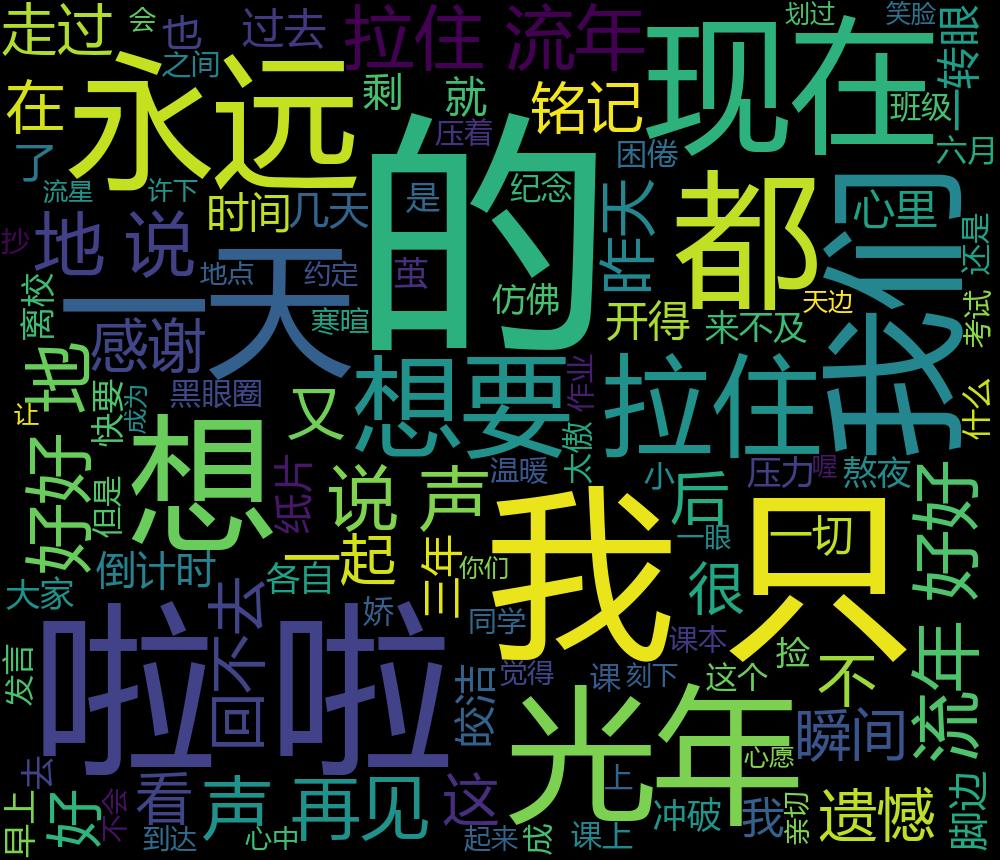 走过
会
也
过去
拉住 流年
划过
笑脸
一转眼
之间
永远
现在
在
剩
就
铭记
班级
压着
的
困倦
六月
了
流星
许下
时间
几天
是
纪念
昨天
都
我们
心里
抄
地 说
一天
地点
约定
茧
还是
离校
感谢
寒暄
仿佛
开得
来不及
天边
考试
地
想要
作业
拉住
快要
成为
黑眼圈
又
什么
让
想
太傲
好好
但是
纸片
说 声
温暖
小
后
压力
喔
熬夜
好好
一眼
我只
一切
倒计时
各自
一起
三年
你们
很
大家
啦啦
回不去
娇
同学
课本
捡
不
流年
发言
皎洁
觉得
课
刻下
这个
光年
瞬间
心愿
去
看
声 再见
这
上
早上
好
不会
冲破
我
亲切
遗憾
脚边
到达
心中
起来
成
课上